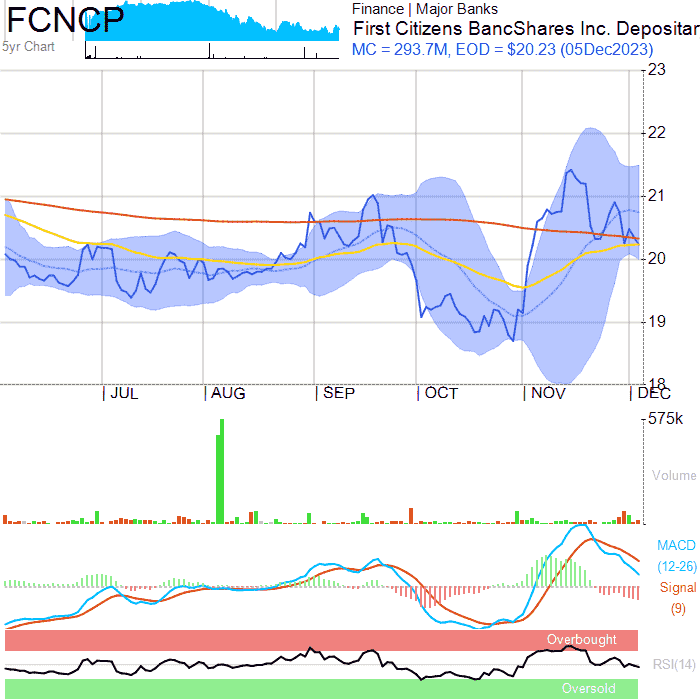 FCNCP
5yr Chart
Finance | Major Banks
First Citizens BancShares Inc. Depositar
MC = 293.7M, EOD = $20.23 (05Dec2023)
23
22
21
20
19
18
| JUL | AUG | SEP | OCT | NOV | DEC
575k
Volume
MACD
(12-26)
Signal
(9)
Overbought
RSI(14)
Oversold